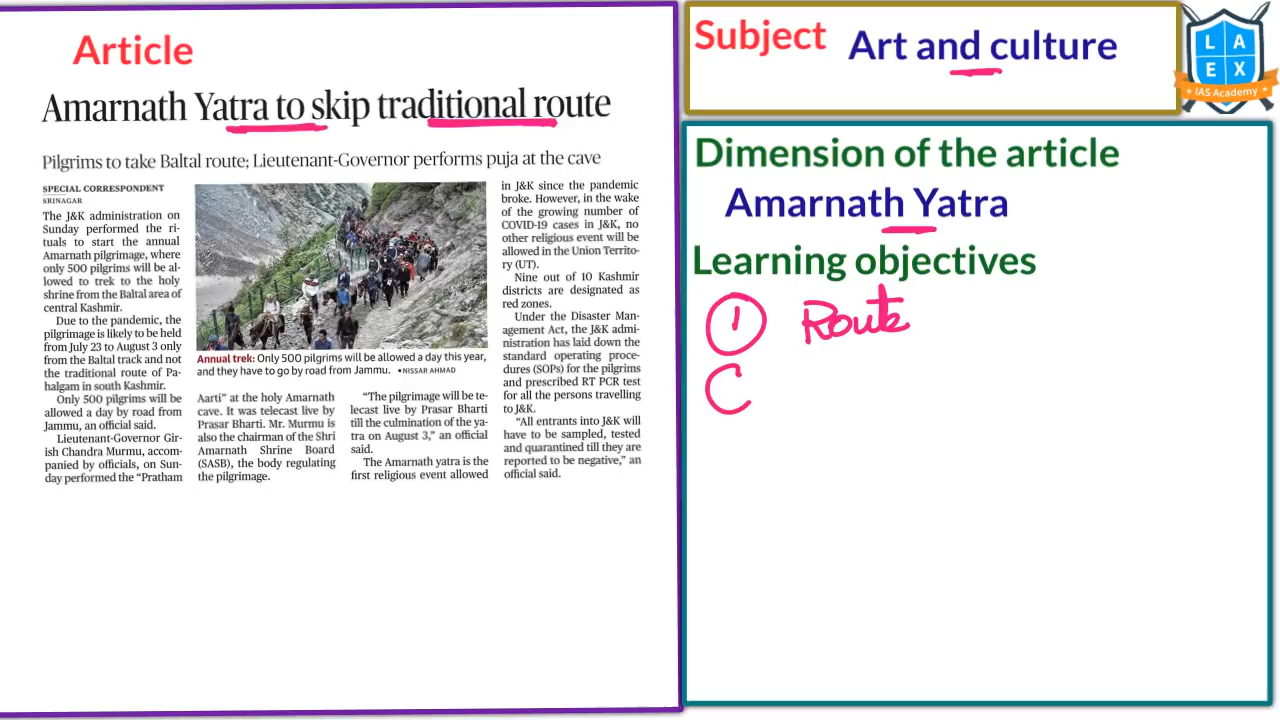 Article
Amarnath Yatra to skip traditional route
Pilgrims to take Baltal route; Lieutenant-Governor performs puja at the cave
SPECIAL CORRESPONDENT
SRINAGAR
The J&K administration on
Sunday performed the ri-
tuals to start the annual
Amarnath pilgrimage, where
only 500 pilgrims will be al-
lowed to trek to the holy
shrine from the Baltal area of
central Kashmir.
Due to the pandemic, the
pilgrimage is likely to be held
from July 23 to August 3 only
from the Baltal track and not
the traditional route of Pa-
halgam in south Kashmir.
Only 500 pilgrims will be
allowed a day by road from
Jammu, an official said.
Lieutenant-Governor Gir-
ish Chandra Murmu, accom-
panied by officials, on Sun-
day performed the “Pratham
Annual trek: Only 500 pilgrims will be allowed a day this year,
and they have to go by road from Jammu. • NISSAR AHMAD
Aarti” at the holy Amarnath
cave. It was telecast live by
Prasar Bharti. Mr. Murmu is
also the chairman of the Shri
Amarnath Shrine Board
(SASB), the body regulating
the pilgrimage.
“The pilgrimage will be te-
lecast live by Prasar Bharti
till the culmination of the ya-
tra on August 3,” an official
said.
The Amarnath yatra is the
first religious event allowed
in J&K since the pandemic
broke. However, in the wake
of the growing number of
COVID-19 cases in J&K, no
other religious event will be
allowed in the Union Territo-
ry (UT).
Nine out of 10 Kashmir
districts are designated as
red zones.
Under the Disaster Man-
agement Act, the J&K admi-
nistration has laid down the
standard operating proce-
dures (SOPs) for the pilgrims
and prescribed RT PCR test
for all the persons travelling
to J&K.
“All entrants into J&K will
have to be sampled, tested
and quarantined till they are
reported to be negative,” an
official said.
Subject Art and culture
L A
E X
IAS Academy
Dimension of the article
Amarnath Yatra
Learning objectives
1 Route